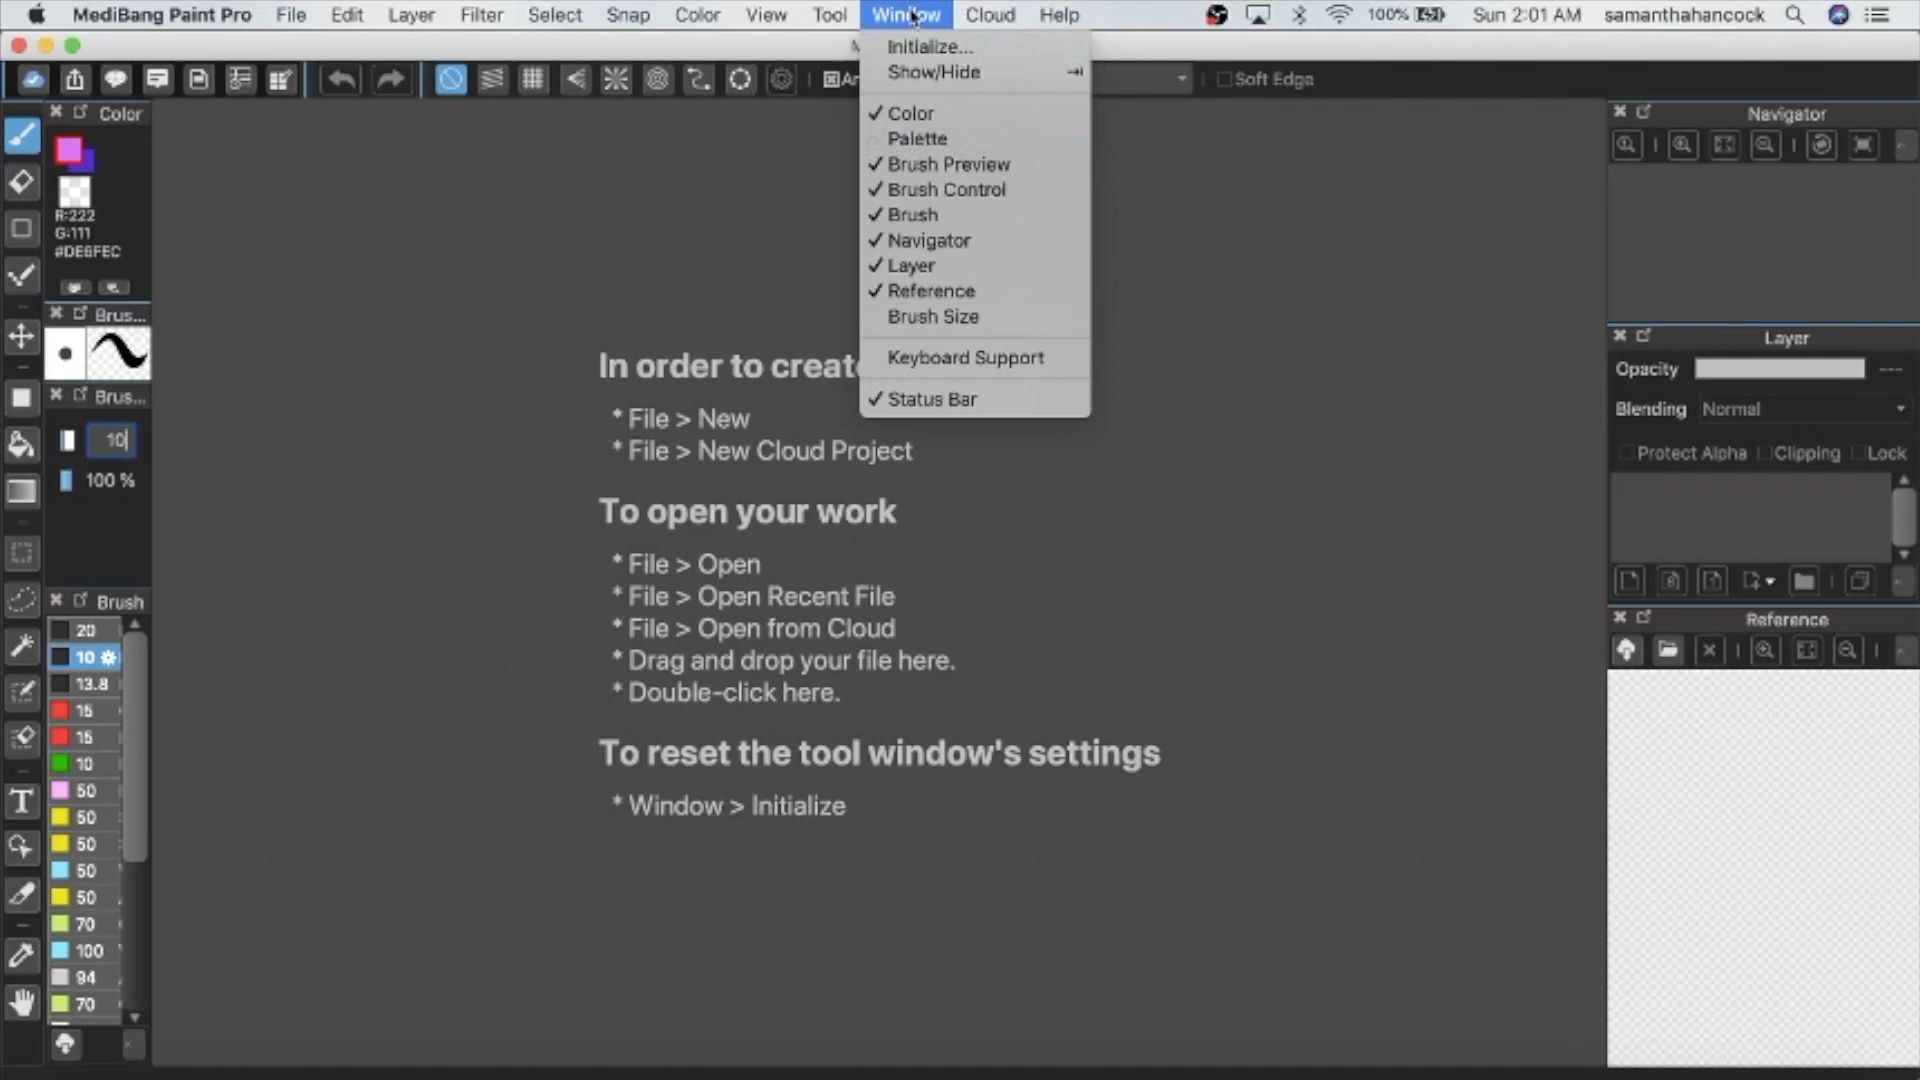 MediBang Paint Pro File Edit Layer Filter Select Snap Color View Tool Window Cloud Help 100% Sun 2:01 AM samanthahancock
Soft Edge
Initialize...
Show/Hide
Color
Palette
Brush Preview
Brush Control
Brush
Navigator
Layer
Reference
Brush Size
Keyboard Support
Status Bar
Color
R:222
G:111
#DE6FEC
Brus...
Brus...
10
100 %
Brush
20
10
13.8
15
15
10
50
50
50
50
50
70
100
94
70
In order to create
* File > New
* File > New Cloud Project
To open your work
* File > Open
* File > Open Recent File
* File > Open from Cloud
* Drag and drop your file here.
* Double-click here.
To reset the tool window's settings
* Window > Initialize
Navigator
Layer
Opacity ---
Blending Normal
Protect Alpha Clipping Lock
Reference